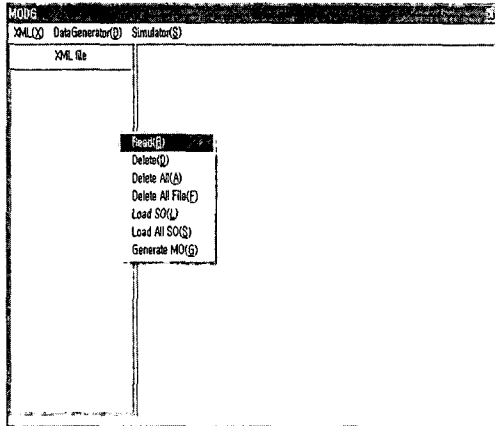 MODG
XML(X) DataGenerator(D) Simulator(S)
XML file
Read(R)
Delete(D)
Delete All(A)
Delete All File(F)
Load SO(L)
Load All SO(S)
Generate MO(G)